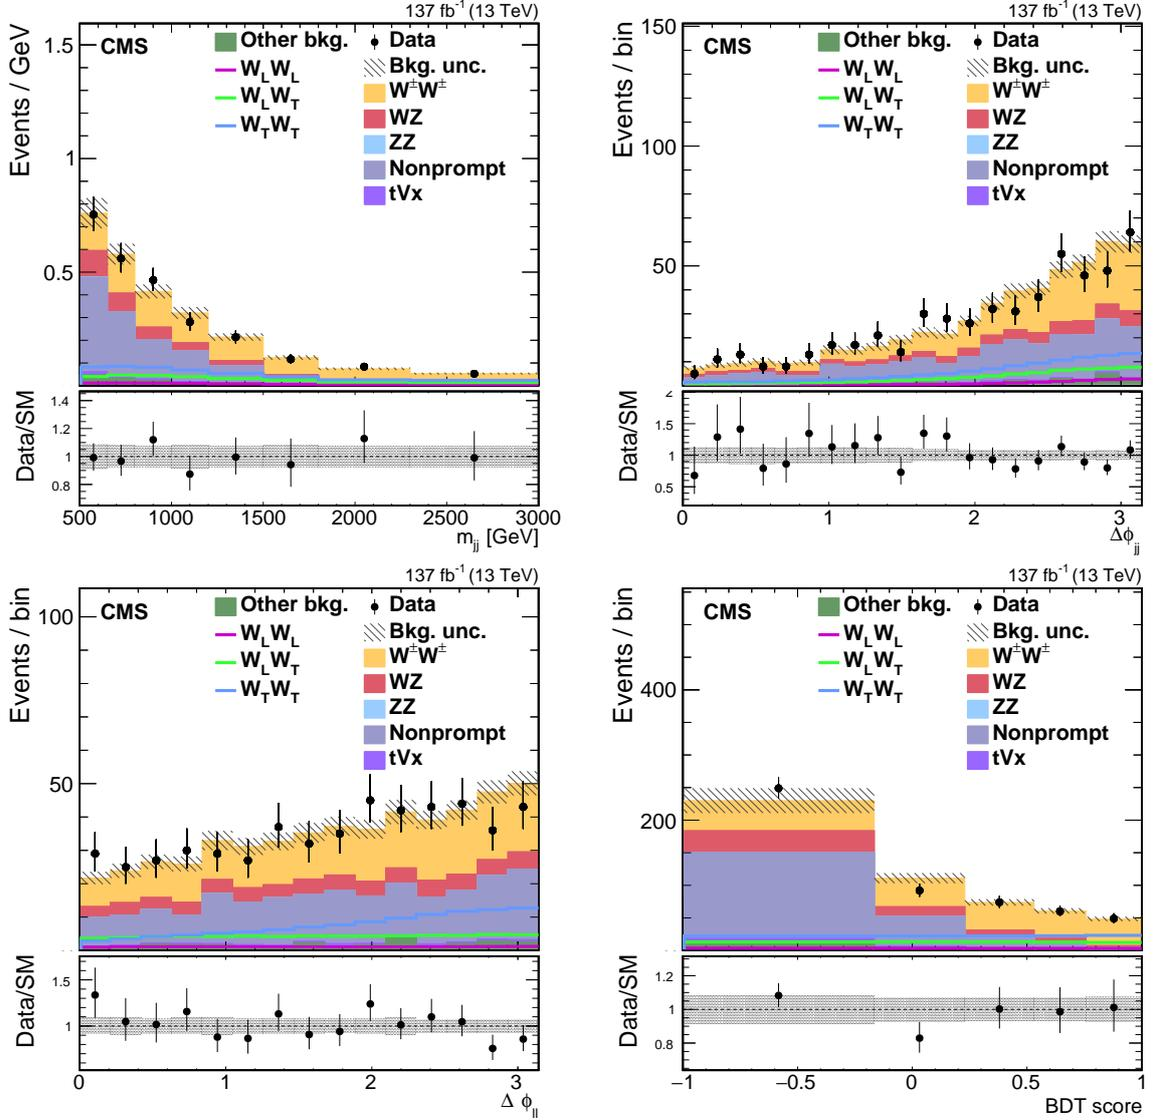 137 fb⁻¹ (13 TeV)
CMS
Other bkg.
W_L W_L
W_L W_T
W_T W_T
Data
Bkg. unc.
W±W±
WZ
ZZ
Nonprompt
tVx
Events / GeV
1.5
1
0.5
Data/SM
1.4
1.2
1
0.8
500 1000 1500 2000 2500 3000
m_jj [GeV]
137 fb⁻¹ (13 TeV)
CMS
Other bkg.
W_L W_L
W_L W_T
W_T W_T
Data
Bkg. unc.
W±W±
WZ
ZZ
Nonprompt
tVx
Events / bin
150
100
50
Data/SM
2
1.5
1
0.5
0 1 2 3
Δϕ_jj
137 fb⁻¹ (13 TeV)
CMS
Other bkg.
W_L W_L
W_L W_T
W_T W_T
Data
Bkg. unc.
W±W±
WZ
ZZ
Nonprompt
tVx
Events / bin
100
50
Data/SM
1.5
1
0 1 2 3
Δ ϕ_ll
137 fb⁻¹ (13 TeV)
CMS
Other bkg.
W_L W_L
W_L W_T
W_T W_T
Data
Bkg. unc.
W±W±
WZ
ZZ
Nonprompt
tVx
Events / bin
400
200
Data/SM
1.2
1
0.8
−1 −0.5 0 0.5 1
BDT score